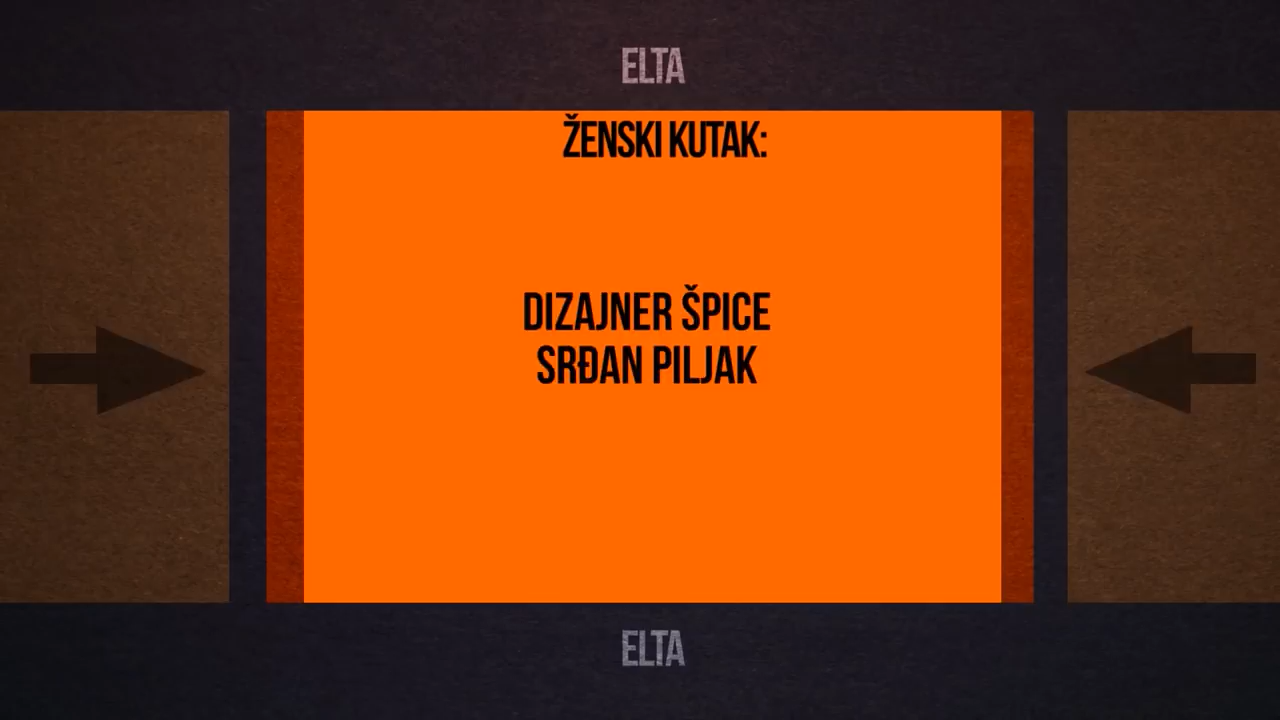 ELTA
ŽENSKI KUTAK:
DIZAJNER ŠPICE
SRĐAN PILJAK
ELTA